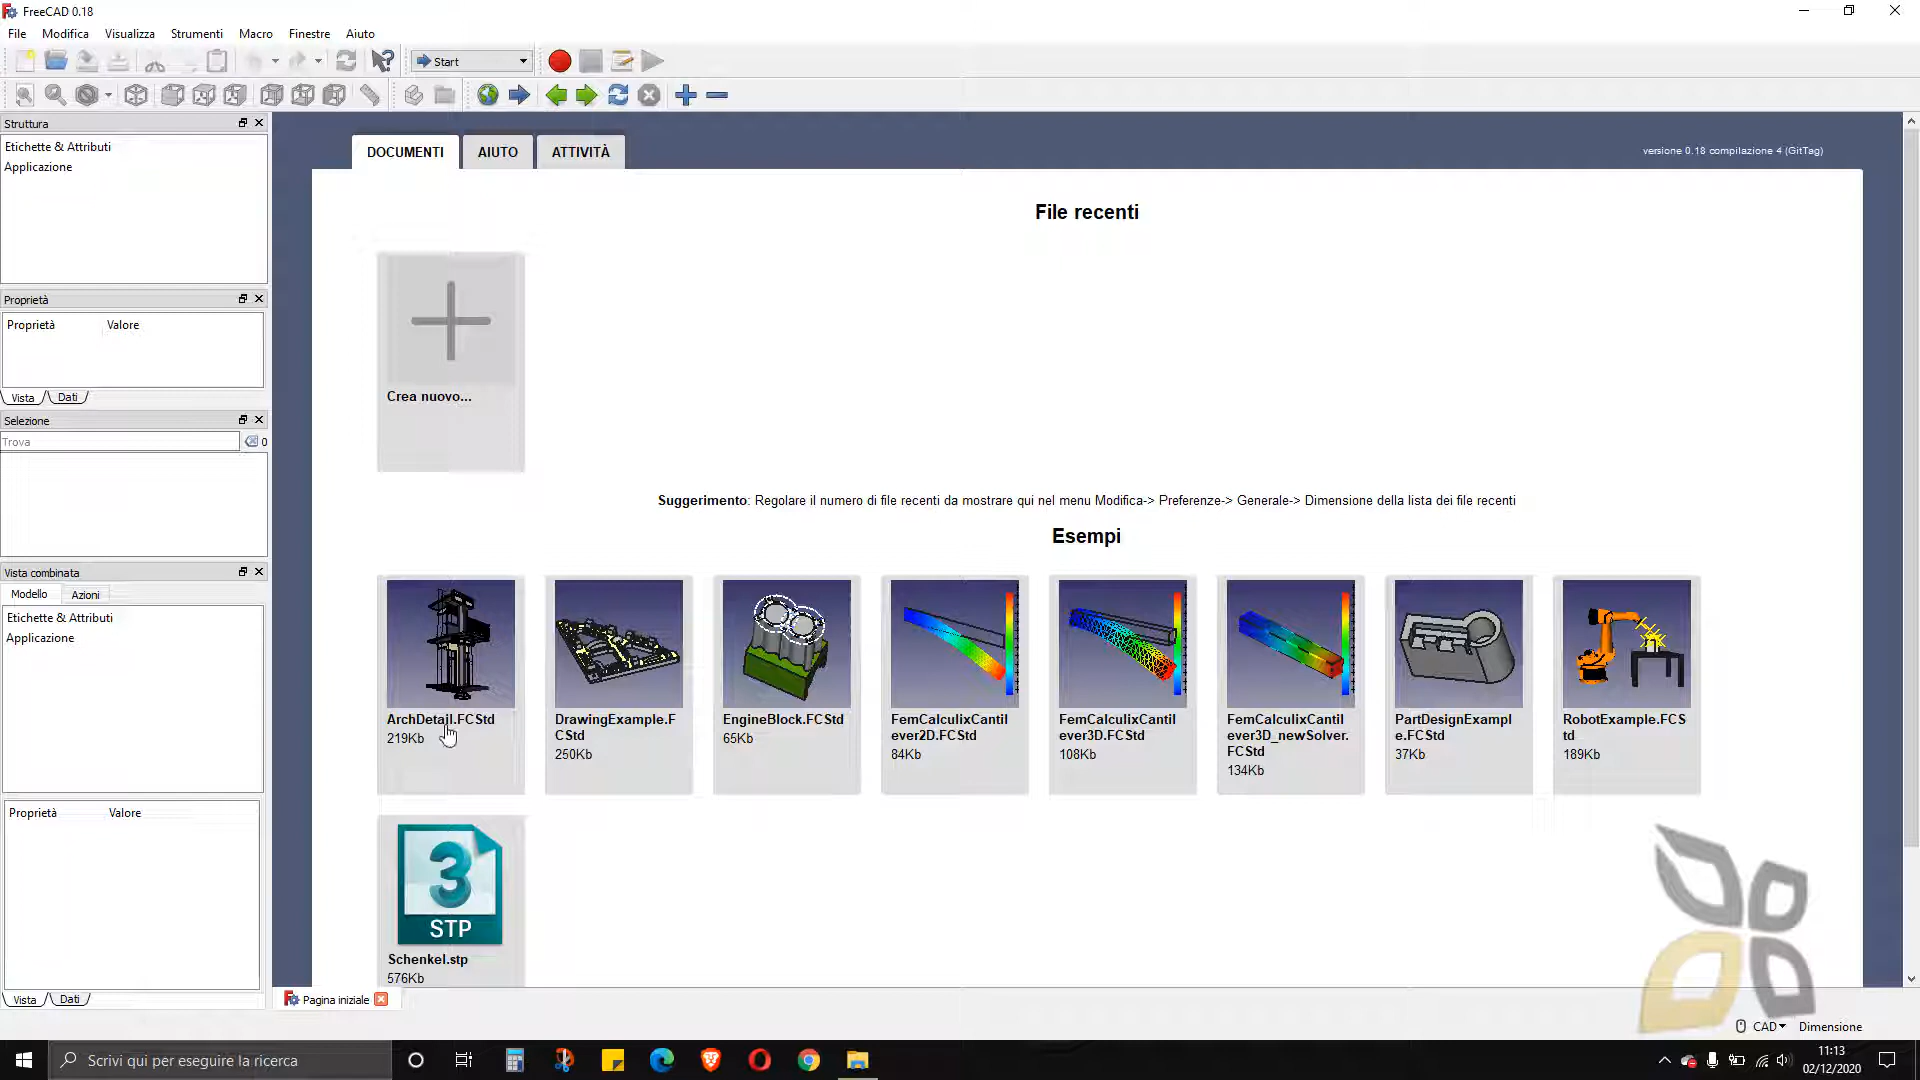 FreeCAD 0.18
File Modifica Visualizza Strumenti Macro Finestre Aiuto
Start
Struttura
Etichette & Attributi
Applicazione
Proprietà
Proprietà Valore
Vista Dati
Selezione
Trova
0
Vista combinata
Modello Azioni
Etichette & Attributi
Applicazione
Proprietà Valore
Vista Dati
DOCUMENTI AIUTO ATTIVITÀ
versione 0.18 compilazione 4 (GitTag)
File recenti
Crea nuovo...
Suggerimento: Regolare il numero di file recenti da mostrare qui nel menu Modifica-> Preferenze-> Generale-> Dimensione della lista dei file recenti
Esempi
ArchDetail.FCStd
219Kb
DrawingExample.F
CStd
250Kb
EngineBlock.FCStd
65Kb
FemCalculixCantil
ever2D.FCStd
84Kb
FemCalculixCantil
ever3D.FCStd
108Kb
FemCalculixCantil
ever3D_newSolver.
FCStd
134Kb
PartDesignExampl
e.FCStd
37Kb
RobotExample.FCS
td
189Kb
3
STP
Schenkel.stp
576Kb
Pagina iniziale
CAD Dimensione
Scrivi qui per eseguire la ricerca
11:13
02/12/2020